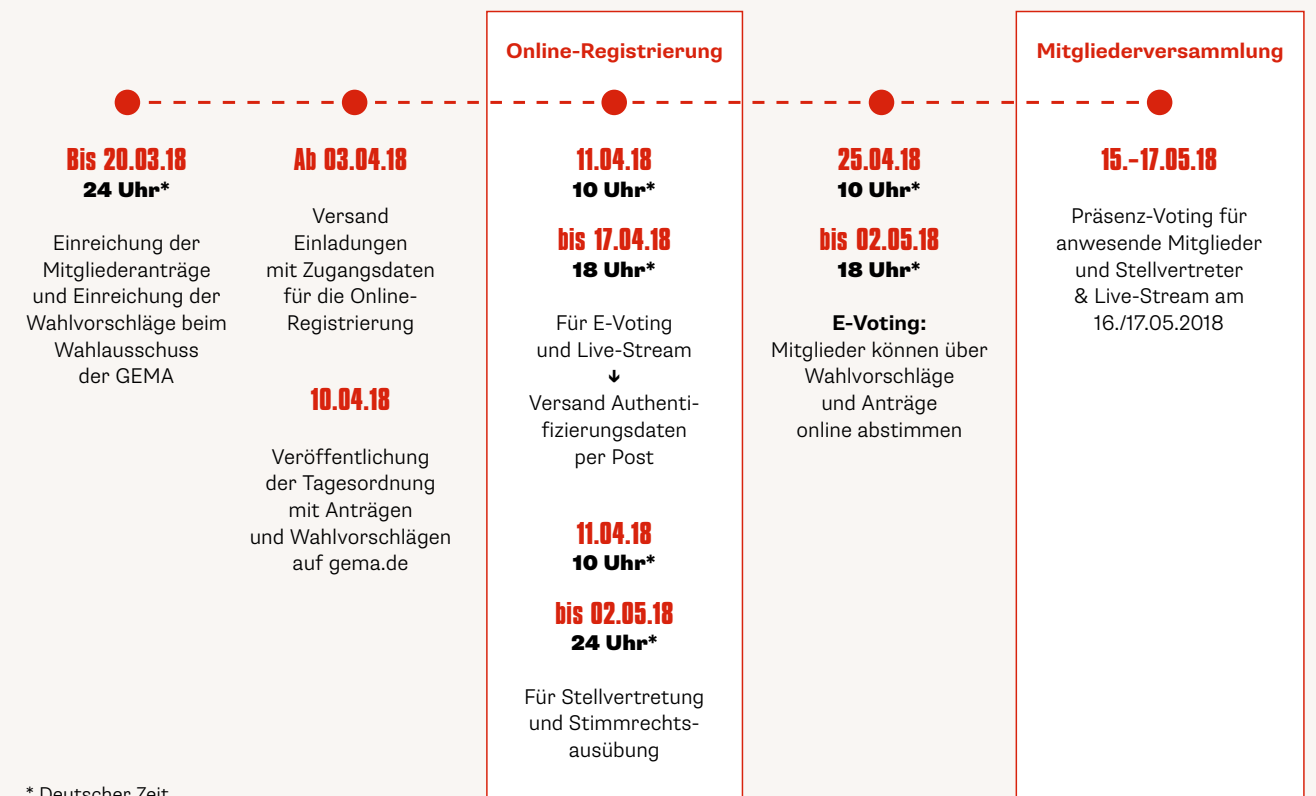 Online-Registrierung
Mitgliederversammlung
Bis 20.03.18
24 Uhr*
Einreichung der
Mitgliederanträge
und Einreichung der
Wahlvorschläge beim
Wahlausschuss
der GEMA
Ab 03.04.18
Versand
Einladungen
mit Zugangsdaten
für die Online-
Registrierung
10.04.18
Veröffentlichung
der Tagesordnung
mit Anträgen
und Wahlvorschlägen
auf gema.de
11.04.18
10 Uhr*
bis 17.04.18
18 Uhr*
Für E-Voting
und Live-Stream
↓
Versand Authenti-
fizierungsdaten
per Post
11.04.18
10 Uhr*
bis 02.05.18
24 Uhr*
Für Stellvertretung
und Stimmrechts-
ausübung
25.04.18
10 Uhr*
bis 02.05.18
18 Uhr*
E-Voting:
Mitglieder können über
Wahlvorschläge
und Anträge
online abstimmen
15.–17.05.18
Präsenz-Voting für
anwesende Mitglieder
und Stellvertreter
& Live-Stream am
16./17.05.2018
* Deutscher Zeit